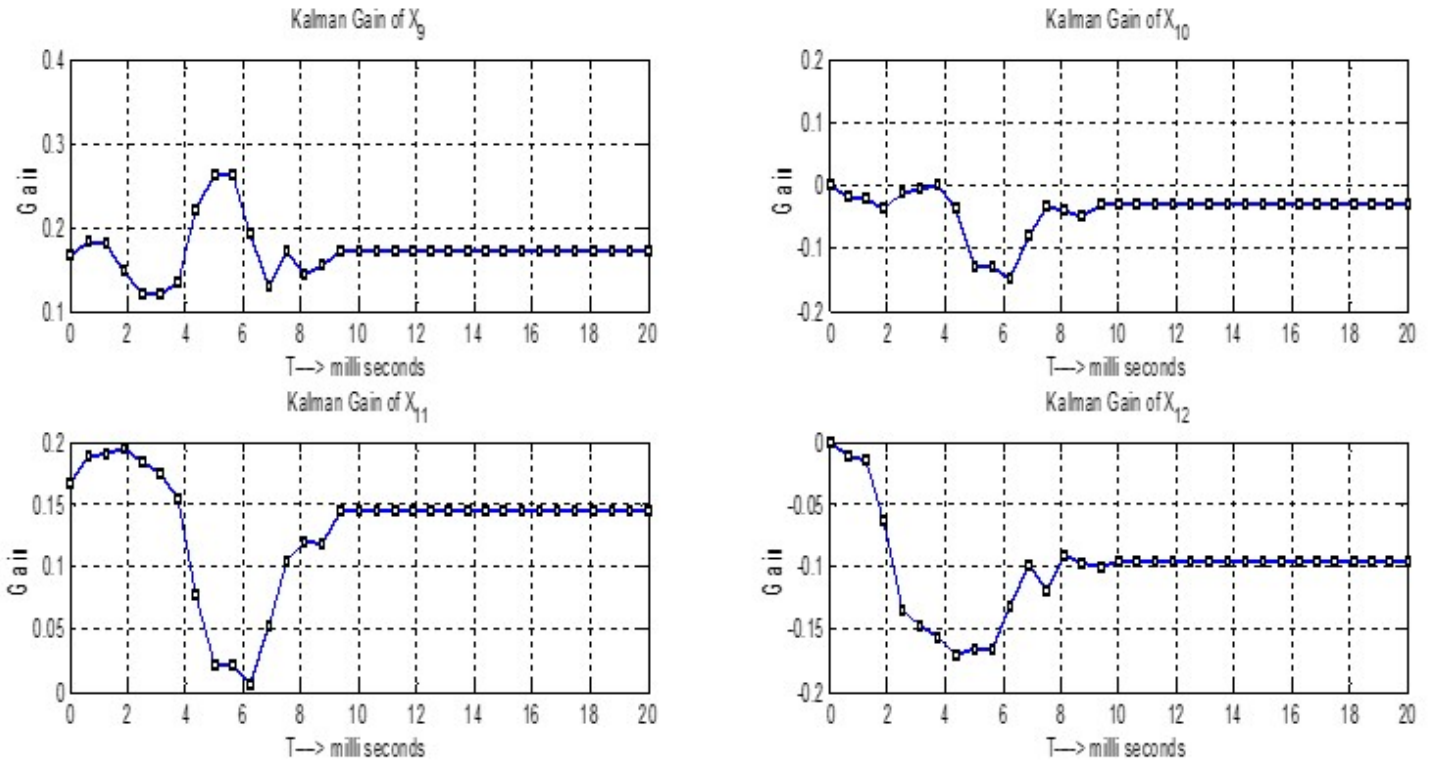 Kalman Gain of X9
0.4
0.3
0.2
0.1
Gain
0 2 4 6 8 10 12 14 16 18 20
T---> milli seconds
Kalman Gain of X10
0.2
0.1
0
-0.1
-0.2
Gain
0 2 4 6 8 10 12 14 16 18 20
T---> milli seconds
Kalman Gain of X11
0.2
0.15
0.1
0.05
0
Gain
0 2 4 6 8 10 12 14 16 18 20
T---> milli seconds
Kalman Gain of X12
0
-0.05
-0.1
-0.15
-0.2
Gain
0 2 4 6 8 10 12 14 16 18 20
T---> milli seconds